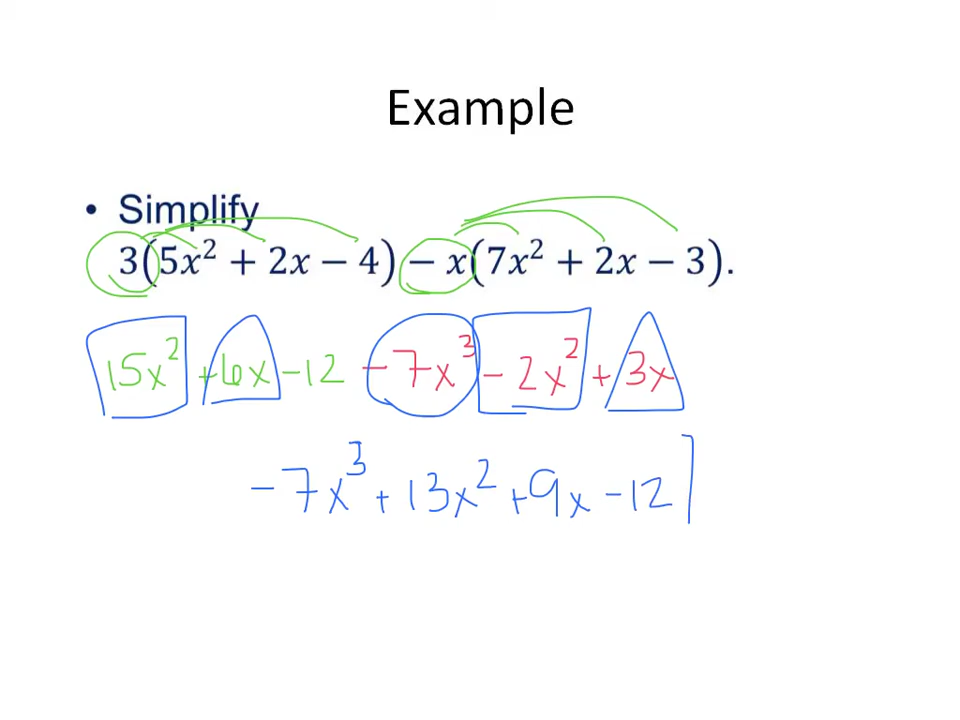 Example
• Simplify
3(5x² + 2x − 4) − x(7x² + 2x − 3).
15x² + 6x - 12 - 7x³ - 2x² + 3x
- 7x³ + 13x² + 9x - 12